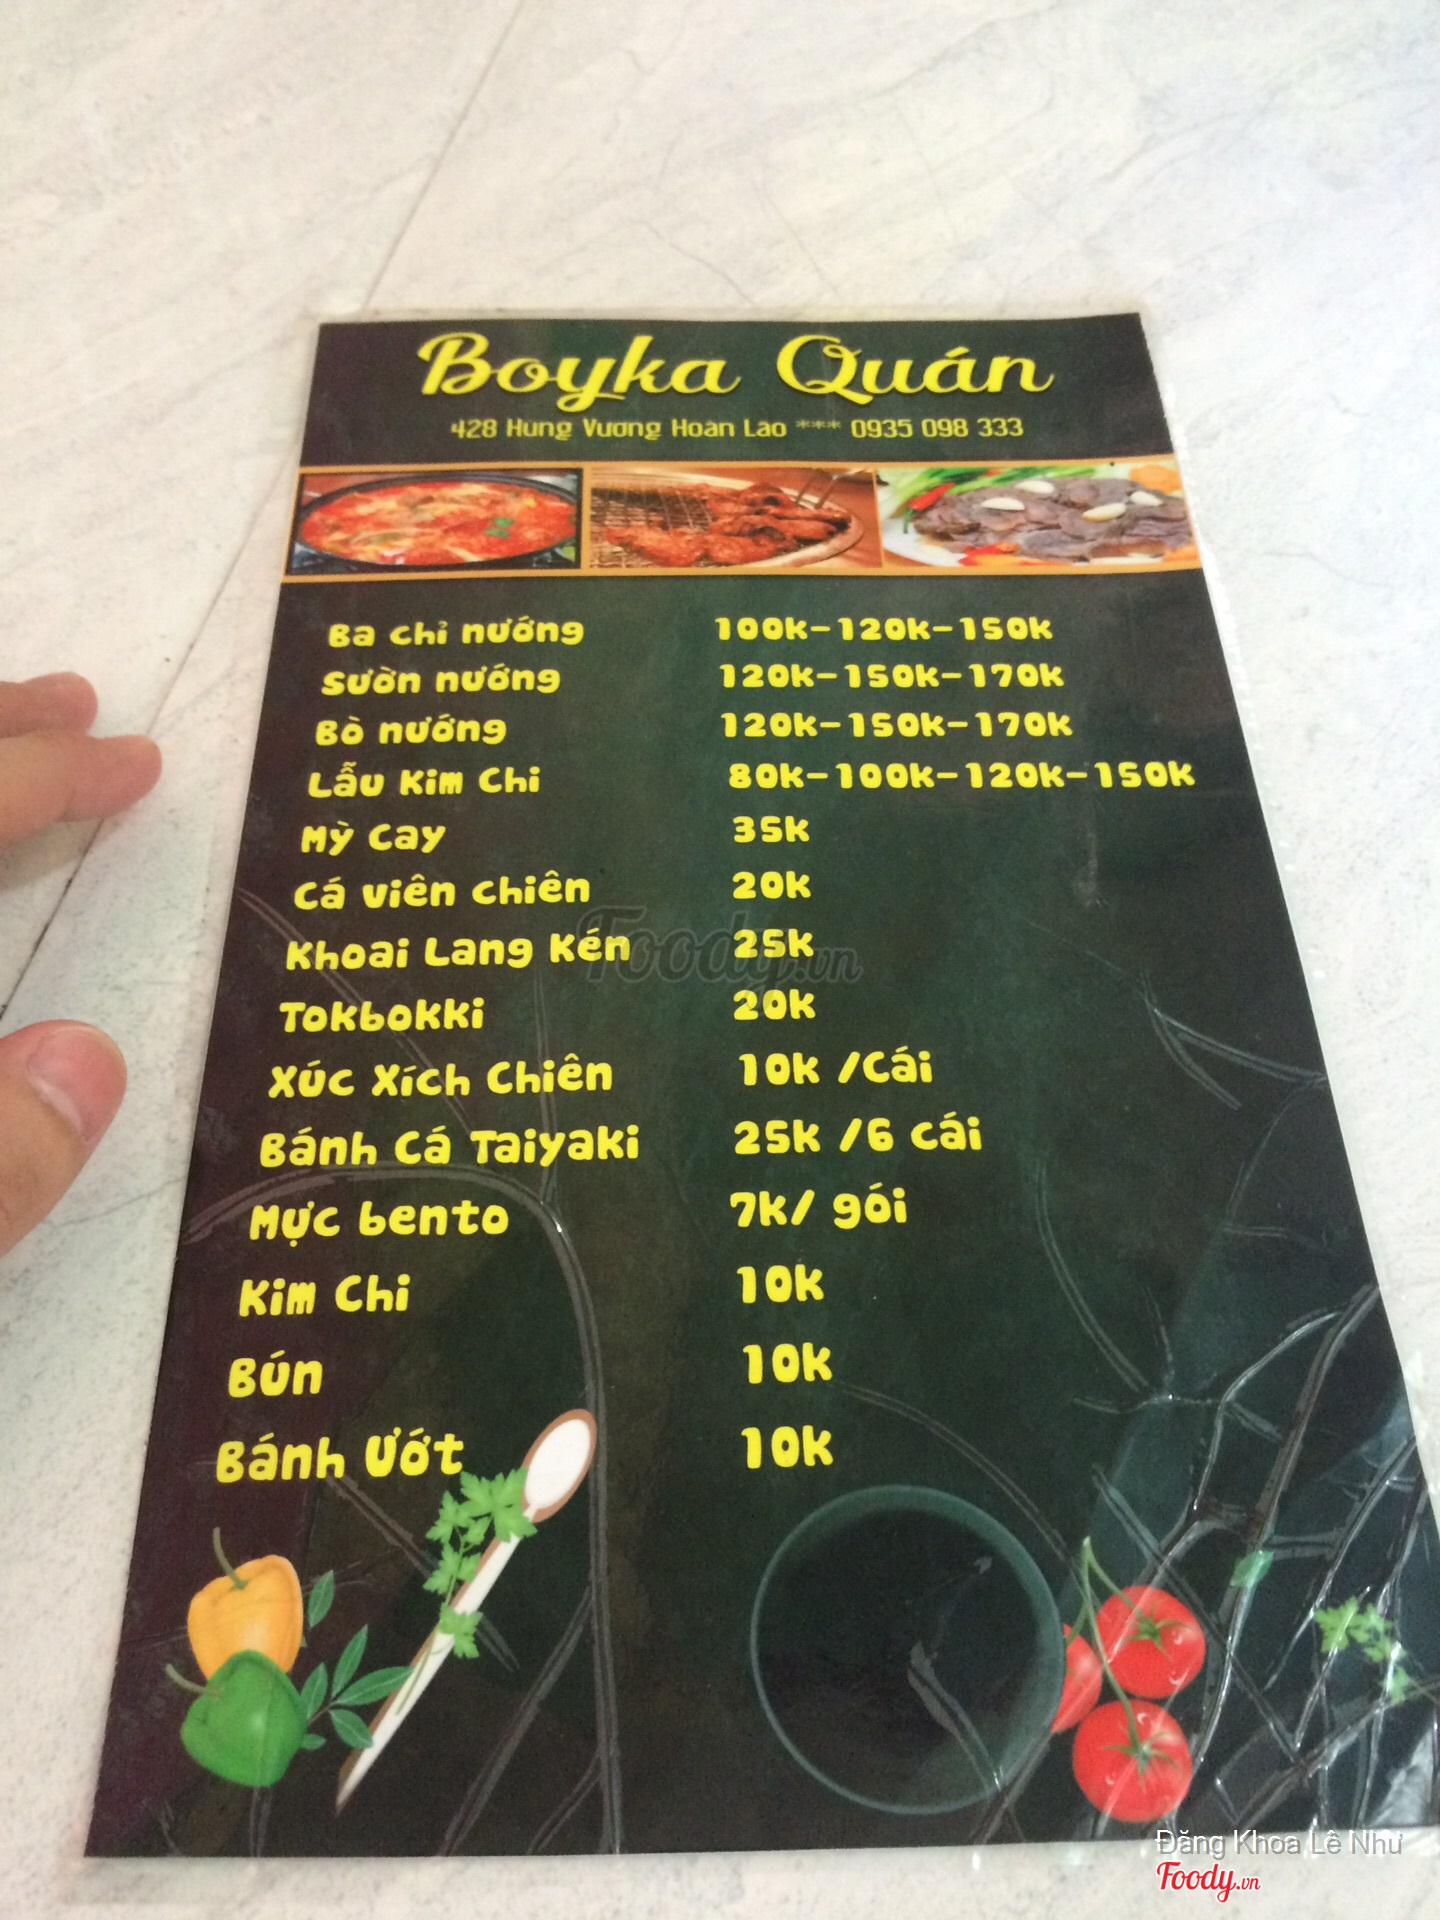 Boyka Quán
428 Hùng Vương Hoàn Lão *** 0935 098 333
Ba chỉ nướng 100k-120k-150k
Sườn nướng 120k-150k-170k
Bò nướng 120k-150k-170k
Lẩu Kim Chi 80k-100k-120k-150k
Mỳ Cay 35k
Cá viên chiên 20k
Khoai Lang Kén 25k
Tokbokki 20k
Xúc Xích Chiên 10k /Cái
Bánh Cá Taiyaki 25k /6 cái
Mực bento 7k/ gói
Kim Chi 10k
Bún 10k
Bánh Ướt 10k
Foody.vn
Đăng Khoa Lê Như
Foody.vn